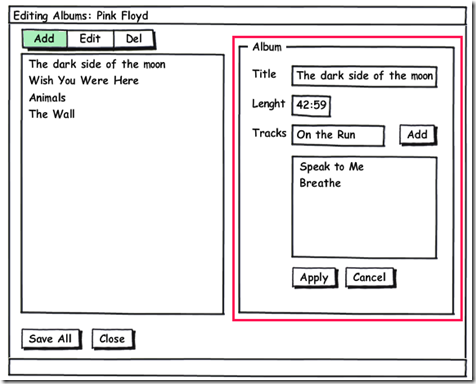 Editing Albums: Pink Floyd
Add Edit Del
The dark side of the moon
Wish You Were Here
Animals
The Wall
Album
Title The dark side of the moon
Lenght 42:59
Tracks On the Run Add
Speak to Me
Breathe
Apply Cancel
Save All Close